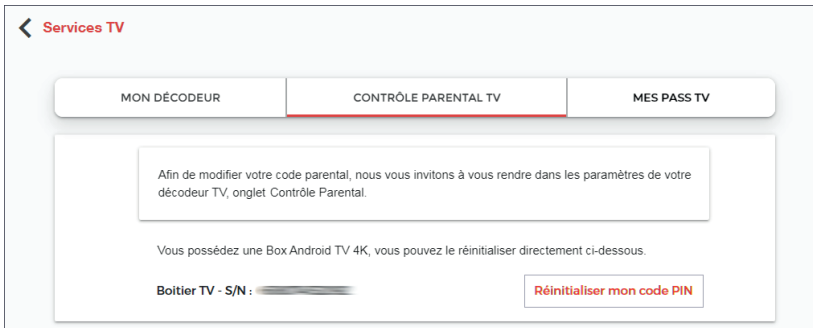 Services TV
MON DÉCODEUR CONTRÔLE PARENTAL TV MES PASS TV
Afin de modifier votre code parental, nous vous invitons à vous rendre dans les paramètres de votre
décodeur TV, onglet Contrôle Parental.
Vous possédez une Box Android TV 4K, vous pouvez le réinitialiser directement ci-dessous.
Boitier TV - S/N : Réinitialiser mon code PIN